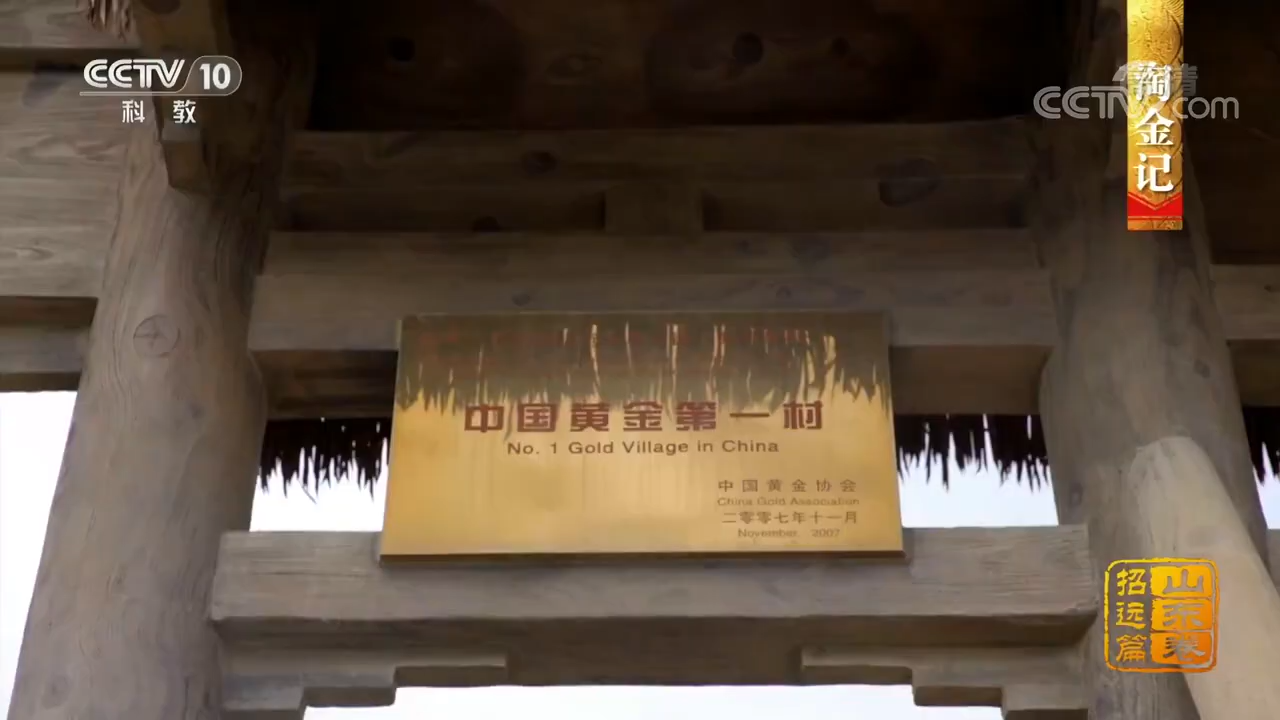 CCTV 10
科教
CCTV.com
淘金记
中国黄金第一村
No. 1 Gold Village in China
中国黄金协会
China Gold Association
二零零七年十一月
November, 2007
山东卷
招远篇